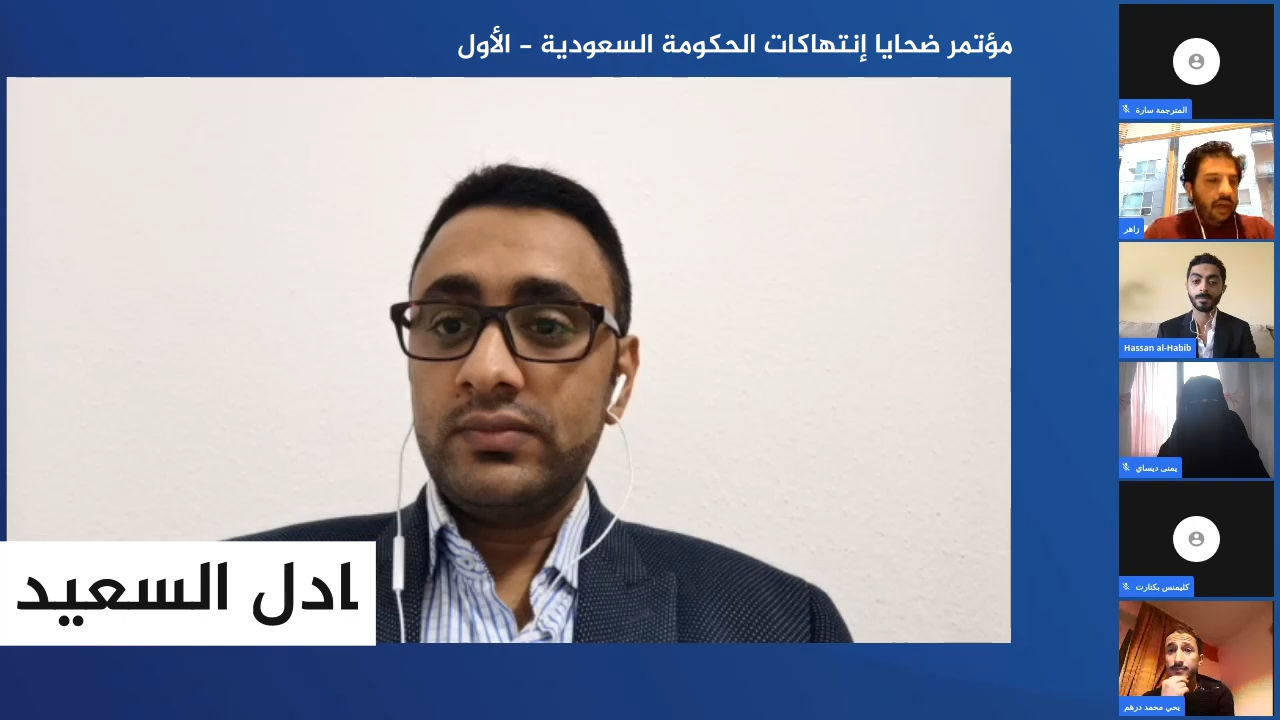 مؤتمر ضحايا إنتهاكات الحكومة السعودية - الأول
المترجمة سارة
زاهر
Hassan al-Habib
يمنى ديساي
كليمنس بكتارت
يحي محمد درهم
ادل السعيد